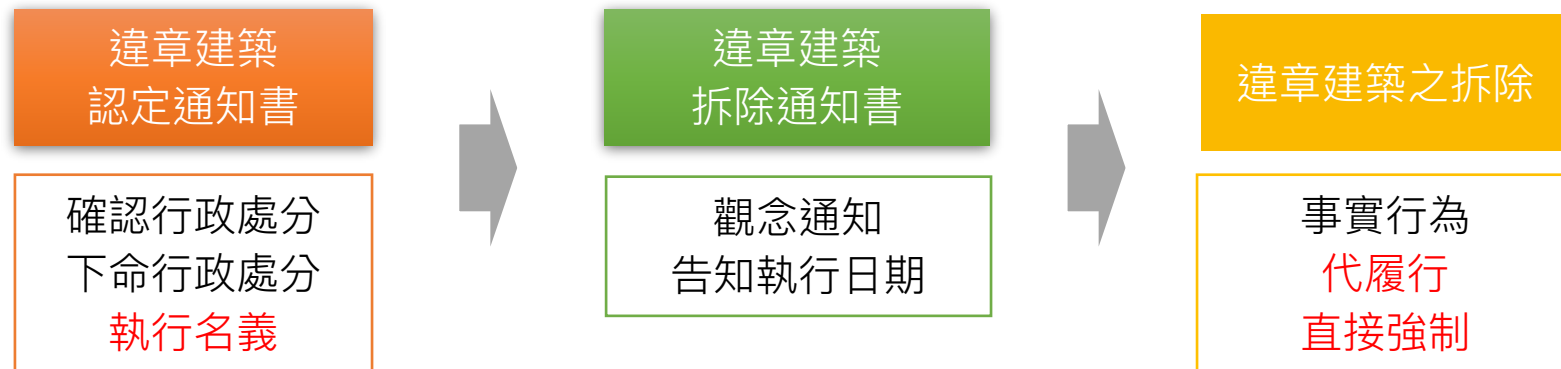 違章建築
認定通知書
確認行政處分
下命行政處分
執行名義
違章建築
拆除通知書
觀念通知
告知執行日期
違章建築之拆除
事實行為
代履行
直接強制